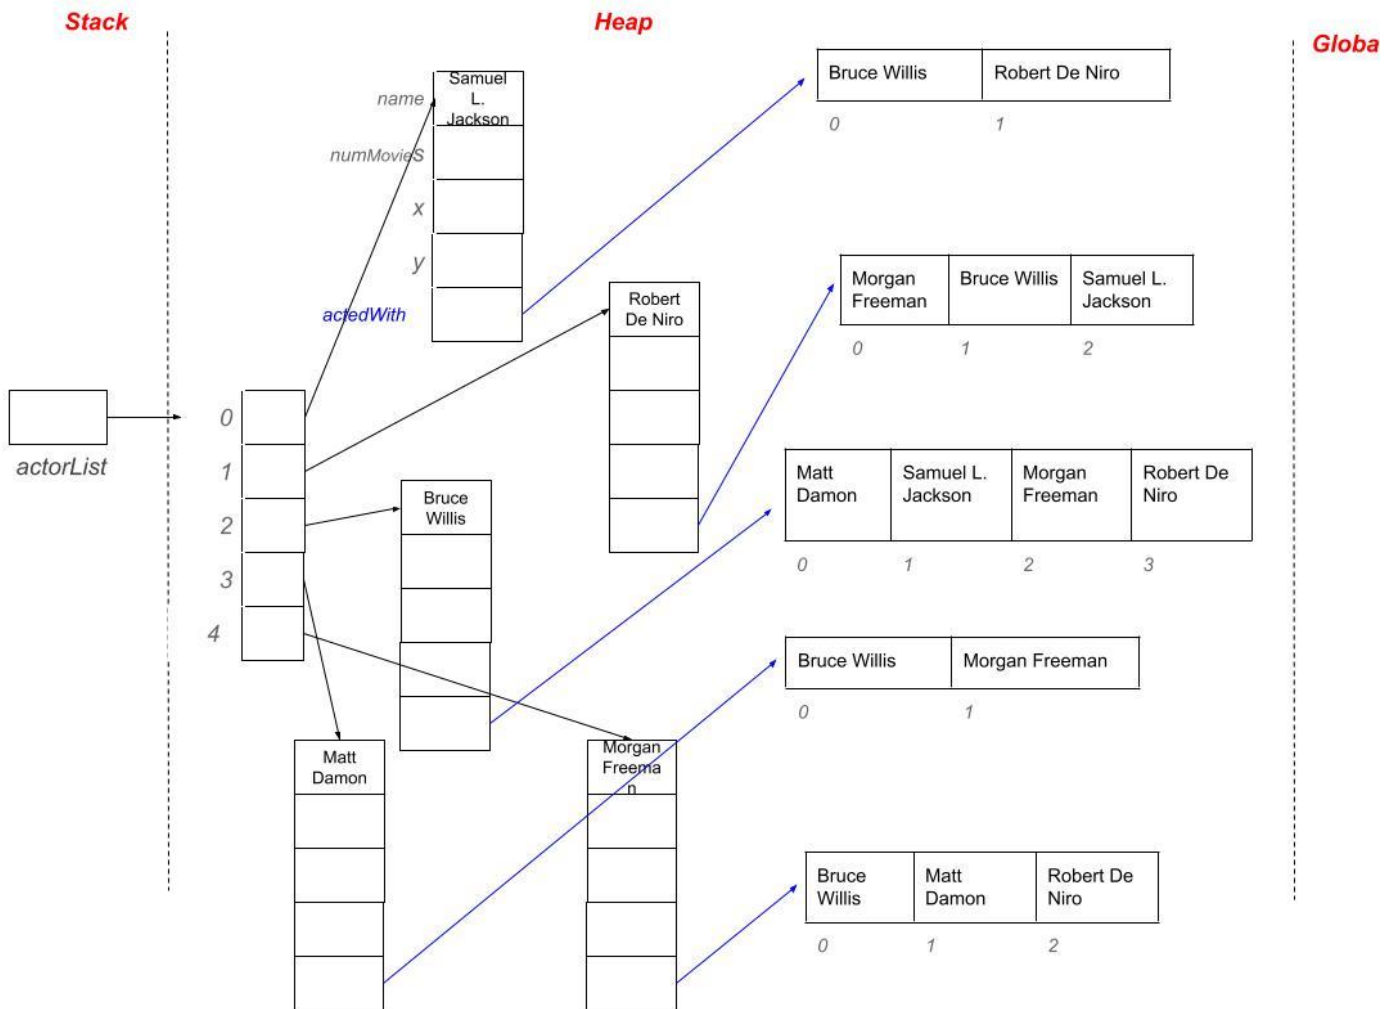 Stack
Heap
Globa
name
Samuel
L.
Jackson
numMovieS
x
y
actedWith
Bruce Willis
Robert De Niro
0
1
Robert
De Niro
Morgan
Freeman
Bruce Willis
Samuel L.
Jackson
0
1
2
actorList
0
1
2
3
4
Bruce
Willis
Matt
Damon
Samuel L.
Jackson
Morgan
Freeman
Robert De
Niro
0
1
2
3
Bruce Willis
Morgan Freeman
0
1
Matt
Damon
Morgan
Freema
n
Bruce
Willis
Matt
Damon
Robert De
Niro
0
1
2